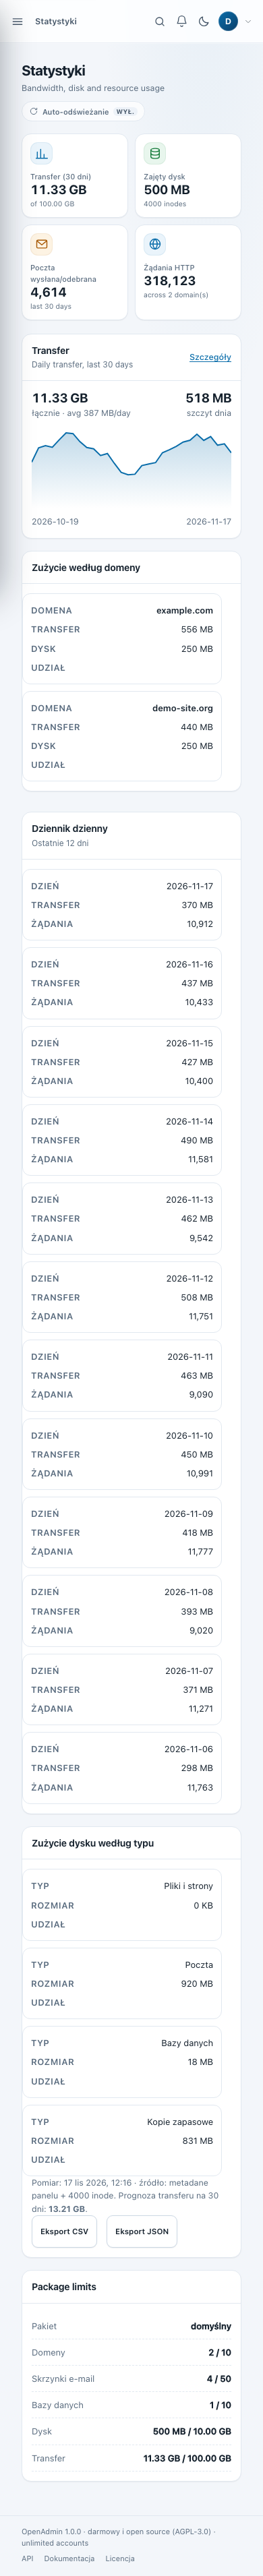 Statystyki
D
Statystyki
Bandwidth, disk and resource usage
Auto-odświeżanie WYŁ.
Transfer (30 dni)
11.33 GB
of 100.00 GB
Zajęty dysk
500 MB
4000 inodes
Poczta
wysłana/odebrana
4,614
last 30 days
Żądania HTTP
318,123
across 2 domain(s)
Transfer
Daily transfer, last 30 days
Szczegóły
11.33 GB
łącznie · avg 387 MB/day
518 MB
szczyt dnia
2026-10-19 2026-11-17
Zużycie według domeny
DOMENA example.com
TRANSFER 556 MB
DYSK 250 MB
UDZIAŁ
DOMENA demo-site.org
TRANSFER 440 MB
DYSK 250 MB
UDZIAŁ
Dziennik dzienny
Ostatnie 12 dni
DZIEŃ 2026-11-17
TRANSFER 370 MB
ŻĄDANIA 10,912
DZIEŃ 2026-11-16
TRANSFER 437 MB
ŻĄDANIA 10,433
DZIEŃ 2026-11-15
TRANSFER 427 MB
ŻĄDANIA 10,400
DZIEŃ 2026-11-14
TRANSFER 490 MB
ŻĄDANIA 11,581
DZIEŃ 2026-11-13
TRANSFER 462 MB
ŻĄDANIA 9,542
DZIEŃ 2026-11-12
TRANSFER 508 MB
ŻĄDANIA 11,751
DZIEŃ 2026-11-11
TRANSFER 463 MB
ŻĄDANIA 9,090
DZIEŃ 2026-11-10
TRANSFER 450 MB
ŻĄDANIA 10,991
DZIEŃ 2026-11-09
TRANSFER 418 MB
ŻĄDANIA 11,777
DZIEŃ 2026-11-08
TRANSFER 393 MB
ŻĄDANIA 9,020
DZIEŃ 2026-11-07
TRANSFER 371 MB
ŻĄDANIA 11,271
DZIEŃ 2026-11-06
TRANSFER 298 MB
ŻĄDANIA 11,763
Zużycie dysku według typu
TYP Pliki i strony
ROZMIAR 0 KB
UDZIAŁ
TYP Poczta
ROZMIAR 920 MB
UDZIAŁ
TYP Bazy danych
ROZMIAR 18 MB
UDZIAŁ
TYP Kopie zapasowe
ROZMIAR 831 MB
UDZIAŁ
Pomiar: 17 lis 2026, 12:16 · źródło: metadane
panelu + 4000 inode. Prognoza transferu na 30
dni: 13.21 GB.
Eksport CSV Eksport JSON
Package limits
Pakiet domyślny
Domeny 2 / 10
Skrzynki e-mail 4 / 50
Bazy danych 1 / 10
Dysk 500 MB / 10.00 GB
Transfer 11.33 GB / 100.00 GB
OpenAdmin 1.0.0 · darmowy i open source (AGPL-3.0) ·
unlimited accounts
API Dokumentacja Licencja